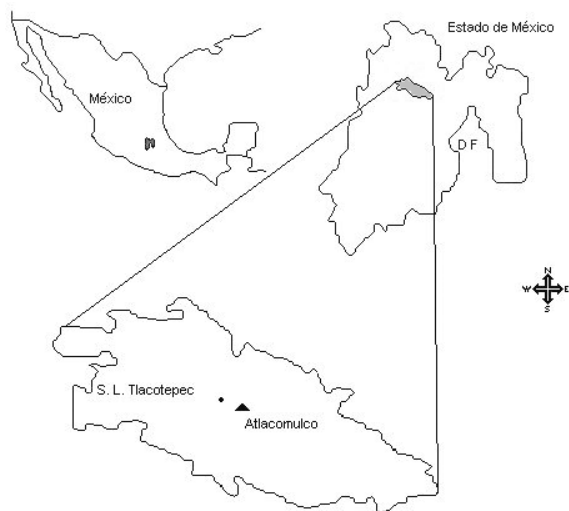 Estado de México
México
D F
N
W E
S
S. L. Tlacotepec
Atlacomulco